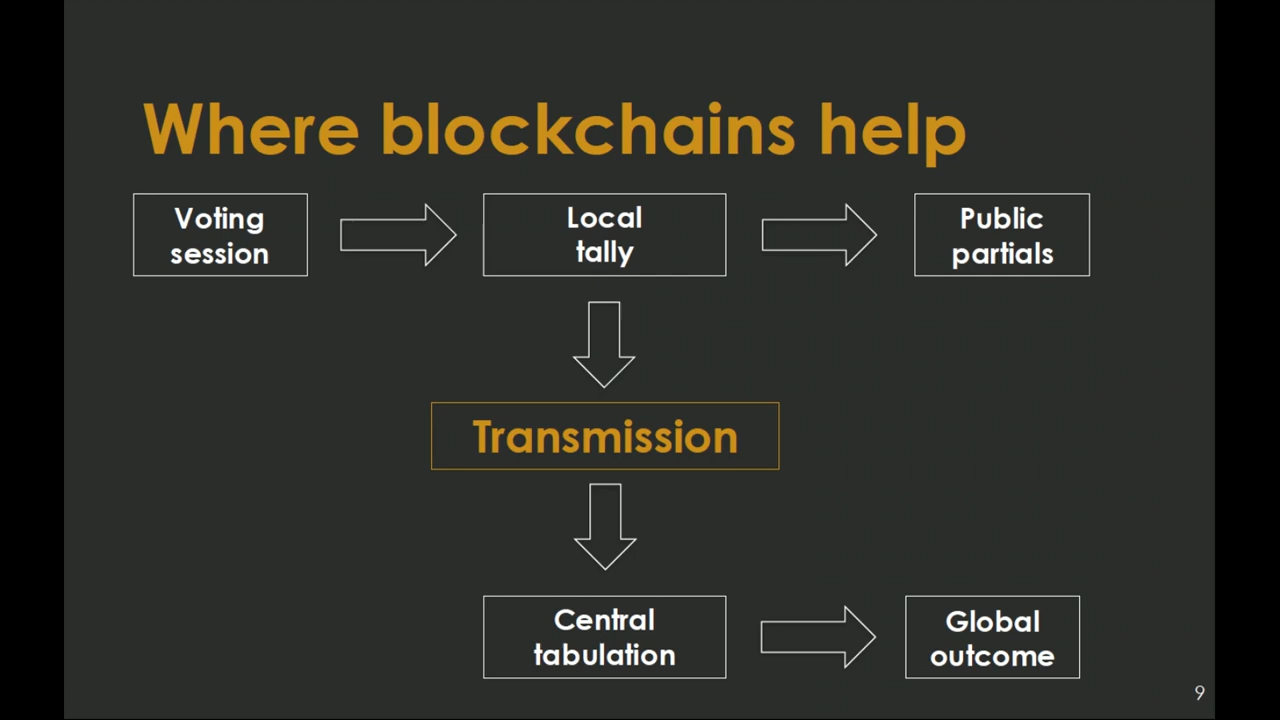 Where blockchains help
Voting
session
Local
tally
Public
partials
Transmission
Central
tabulation
Global
outcome
9